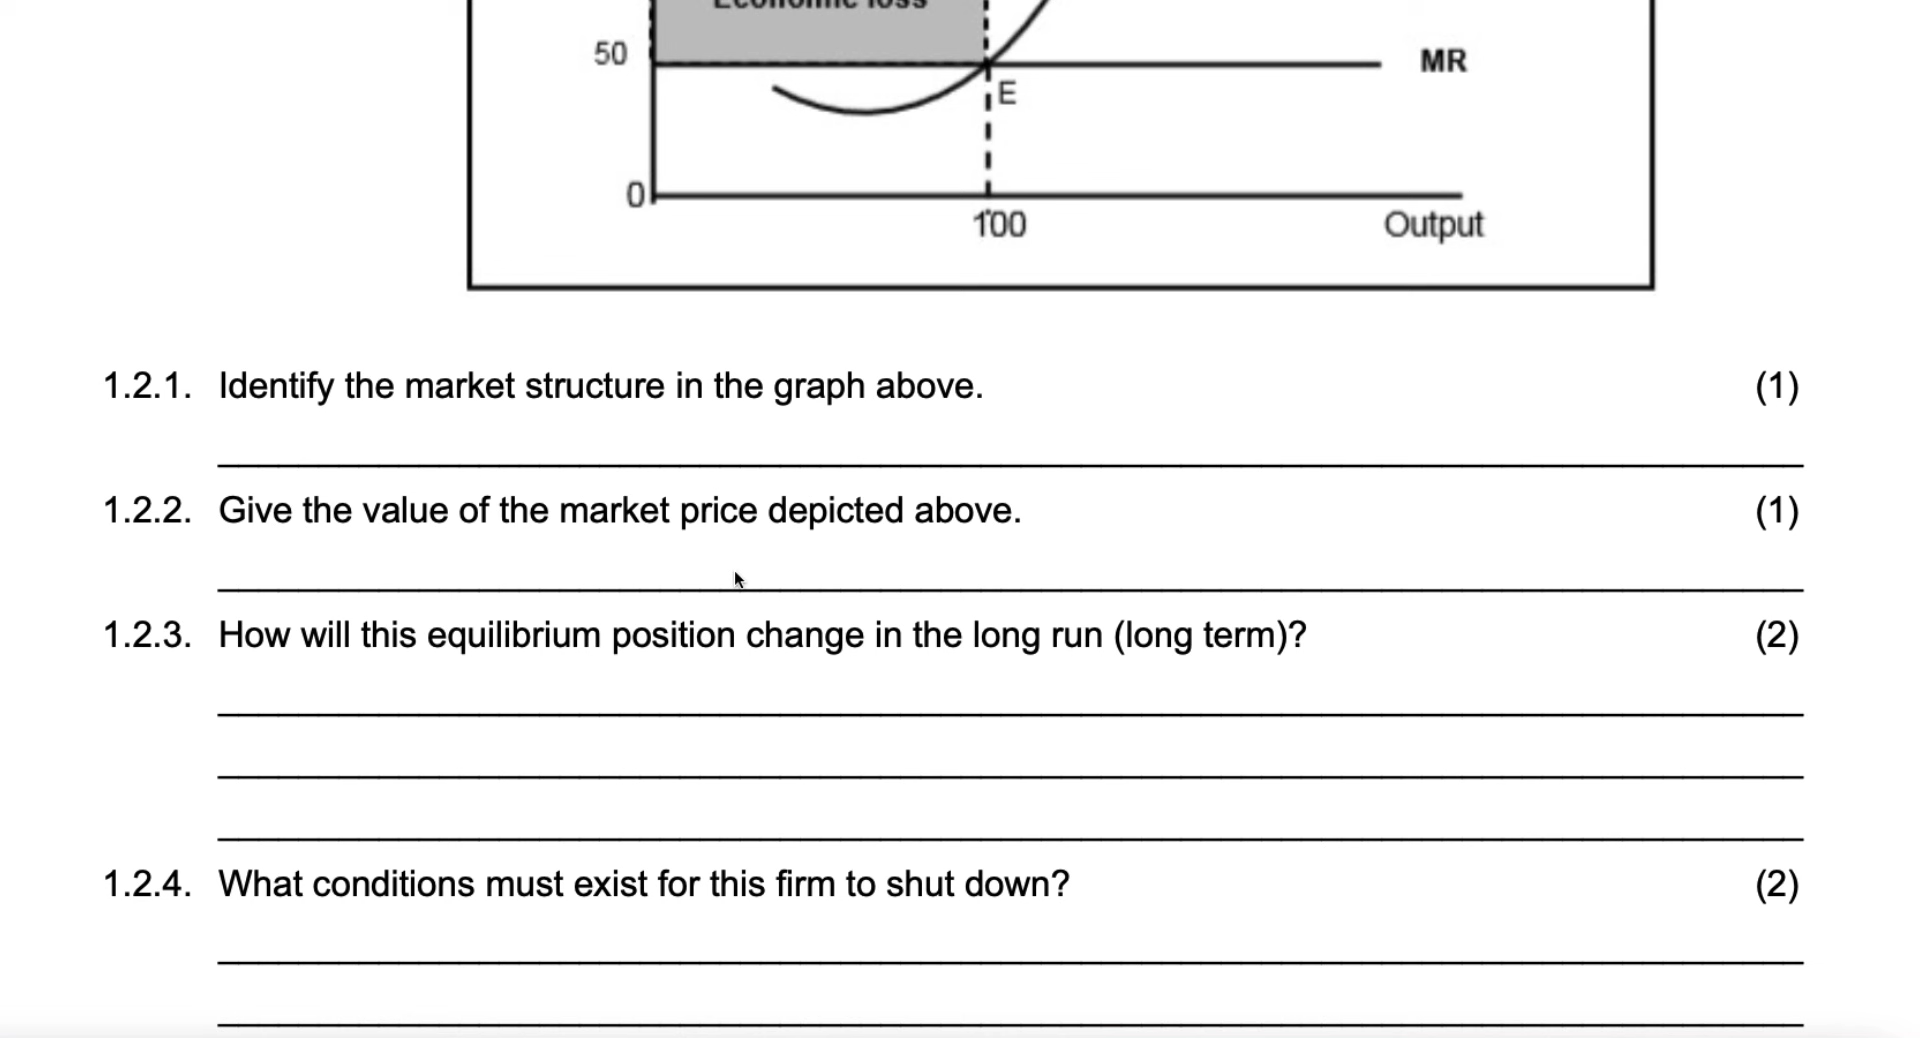 Economic loss
50
MR
E
0
100
Output
1.2.1. Identify the market structure in the graph above. (1)
1.2.2. Give the value of the market price depicted above. (1)
1.2.3. How will this equilibrium position change in the long run (long term)? (2)
1.2.4. What conditions must exist for this firm to shut down? (2)